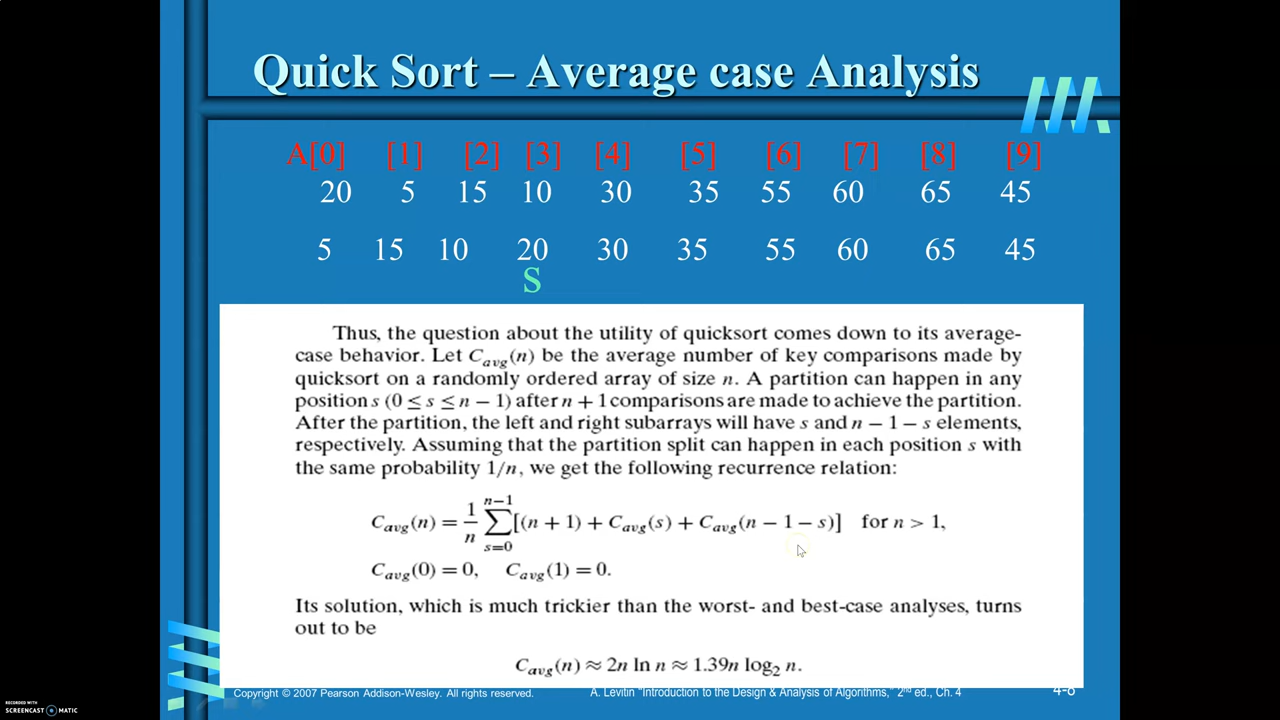 Quick Sort – Average case Analysis
A[0] [1] [2] [3] [4] [5] [6] [7] [8] [9]
20 5 15 10 30 35 55 60 65 45
5 15 10 20 30 35 55 60 65 45
S
Thus, the question about the utility of quicksort comes down to its average-
case behavior. Let C_avg(n) be the average number of key comparisons made by
quicksort on a randomly ordered array of size n. A partition can happen in any
position s (0 ≤ s ≤ n − 1) after n + 1 comparisons are made to achieve the partition.
After the partition, the left and right subarrays will have s and n − 1 − s elements,
respectively. Assuming that the partition split can happen in each position s with
the same probability 1/n, we get the following recurrence relation:
C_avg(n) = 1/n ∑_{s=0}^{n−1} [(n + 1) + C_avg(s) + C_avg(n − 1 − s)] for n > 1,
C_avg(0) = 0, C_avg(1) = 0.
Its solution, which is much trickier than the worst- and best-case analyses, turns
out to be
C_avg(n) ≈ 2n ln n ≈ 1.39n log₂ n.
Copyright © 2007 Pearson Addison-Wesley. All rights reserved. A. Levitin "Introduction to the Design & Analysis of Algorithms," 2nd ed., Ch. 4
RECORDED WITH
SCREENCAST MATIC